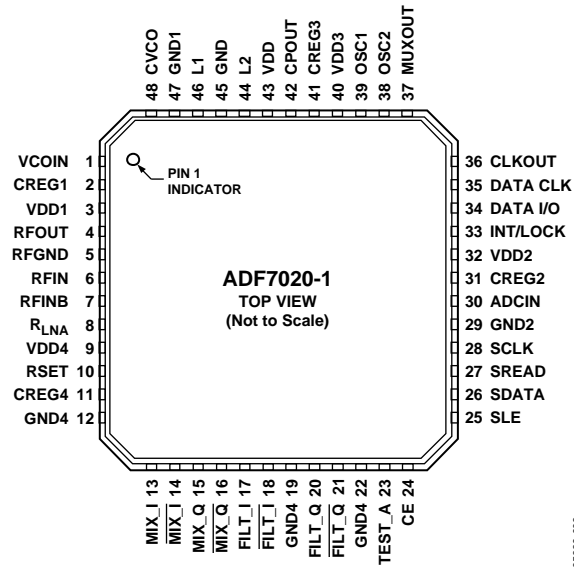 48 CVCO
47 GND1
46 L1
45 GND
44 L2
43 VDD
42 CPOUT
41 CREG3
40 VDD3
39 OSC1
38 OSC2
37 MUXOUT
VCOIN 1
CREG1 2
VDD1 3
RFOUT 4
RFGND 5
RFIN 6
RFINB 7
RLNA 8
VDD4 9
RSET 10
CREG4 11
GND4 12
PIN 1
INDICATOR
ADF7020-1
TOP VIEW
(Not to Scale)
36 CLKOUT
35 DATA CLK
34 DATA I/O
33 INT/LOCK
32 VDD2
31 CREG2
30 ADCIN
29 GND2
28 SCLK
27 SREAD
26 SDATA
25 SLE
MIX_I 13
MIX_I 14
MIX_Q 15
MIX_Q 16
FILT_I 17
FILT_I 18
GND4 19
FILT_Q 20
FILT_Q 21
GND4 22
TEST_A 23
CE 24